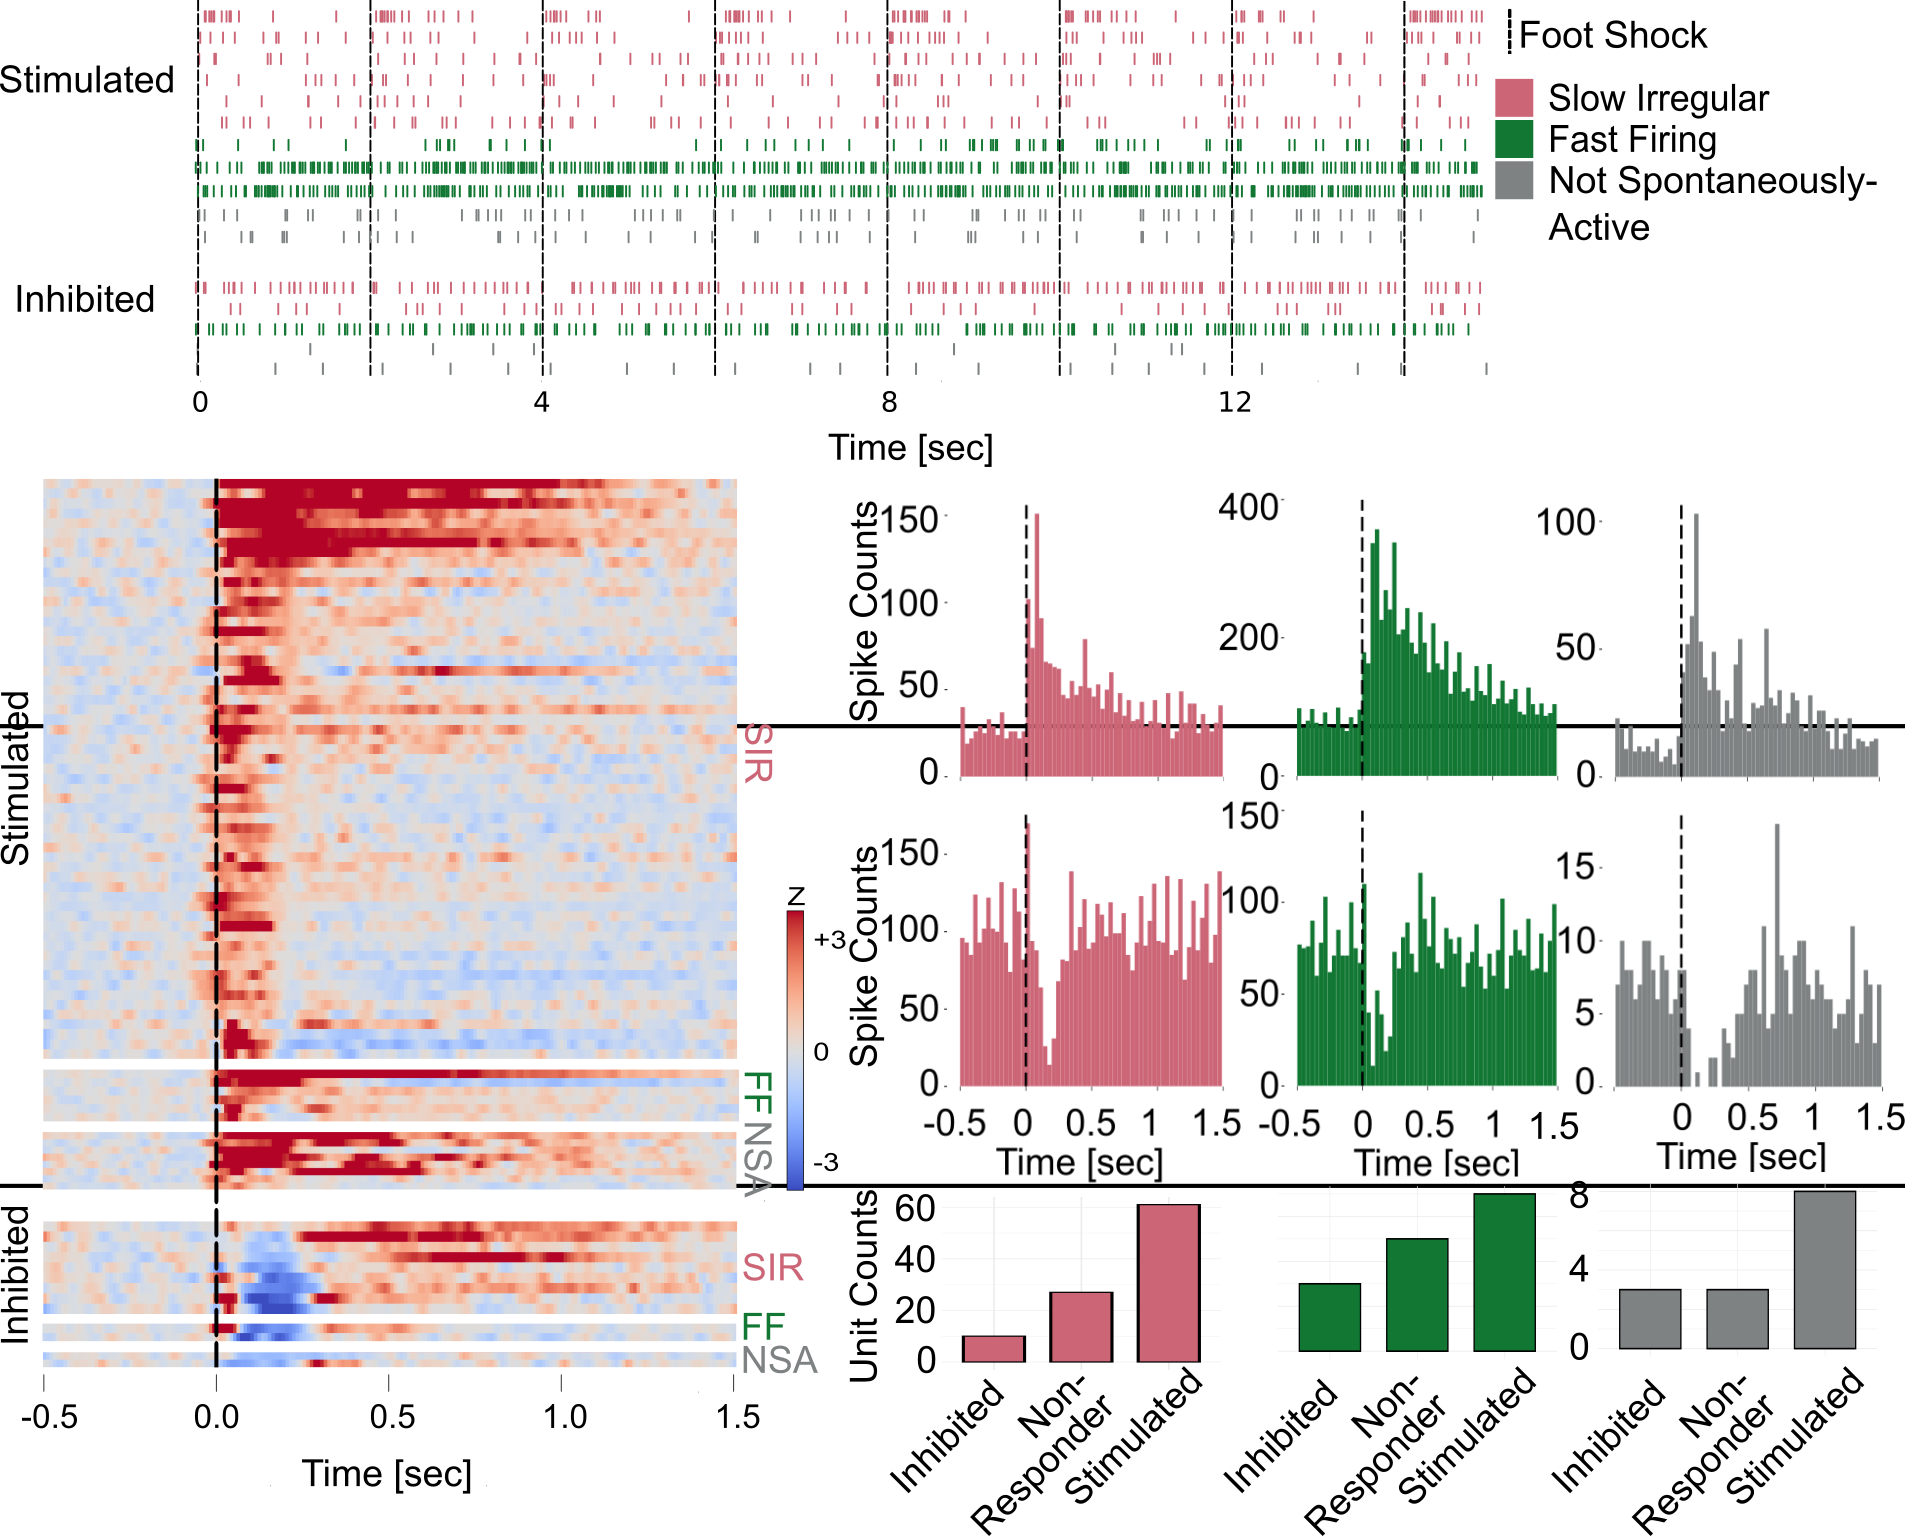 Stimulated
Inhibited
Foot Shock
Slow Irregular
Fast Firing
Not Spontaneously-
Active
0 4 8 12
Time [sec]
Stimulated
Inhibited
SIR
FF
NSA
SIR
FF
NSA
Z
+3
0
-3
-0.5 0.0 0.5 1.0 1.5
Time [sec]
Spike Counts
150
100
50
0
400
200
0
100
50
0
Spike Counts
150
100
50
0
150
100
50
0
15
10
5
0
-0.5 0 0.5 1 1.5
Time [sec]
-0.5 0 0.5 1 1.5
Time [sec]
0 0.5 1 1.5
Time [sec]
Unit Counts
60
40
20
0
8
4
0
Inhibited
Non-
Responder
Stimulated
Inhibited
Non-
Responder
Stimulated
Inhibited
Non-
Responder
Stimulated